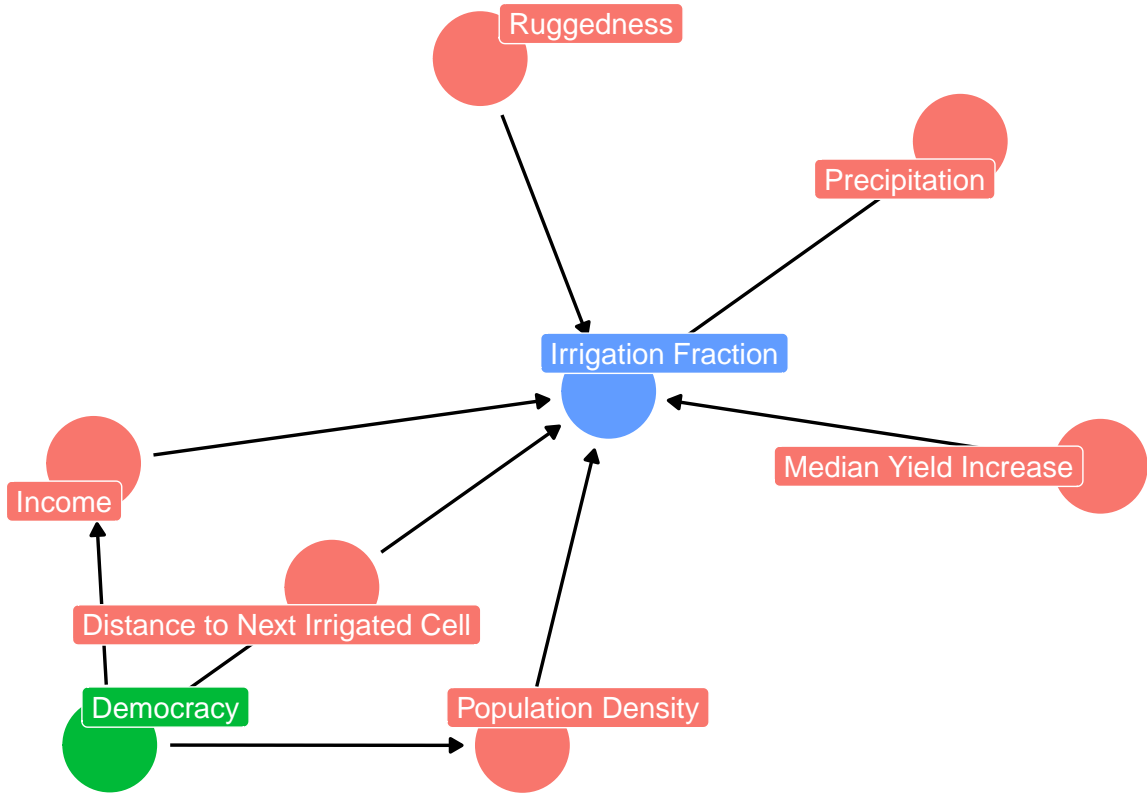 Ruggedness
Precipitation
Irrigation Fraction
Median Yield Increase
Income
Distance to Next Irrigated Cell
Democracy
Population Density